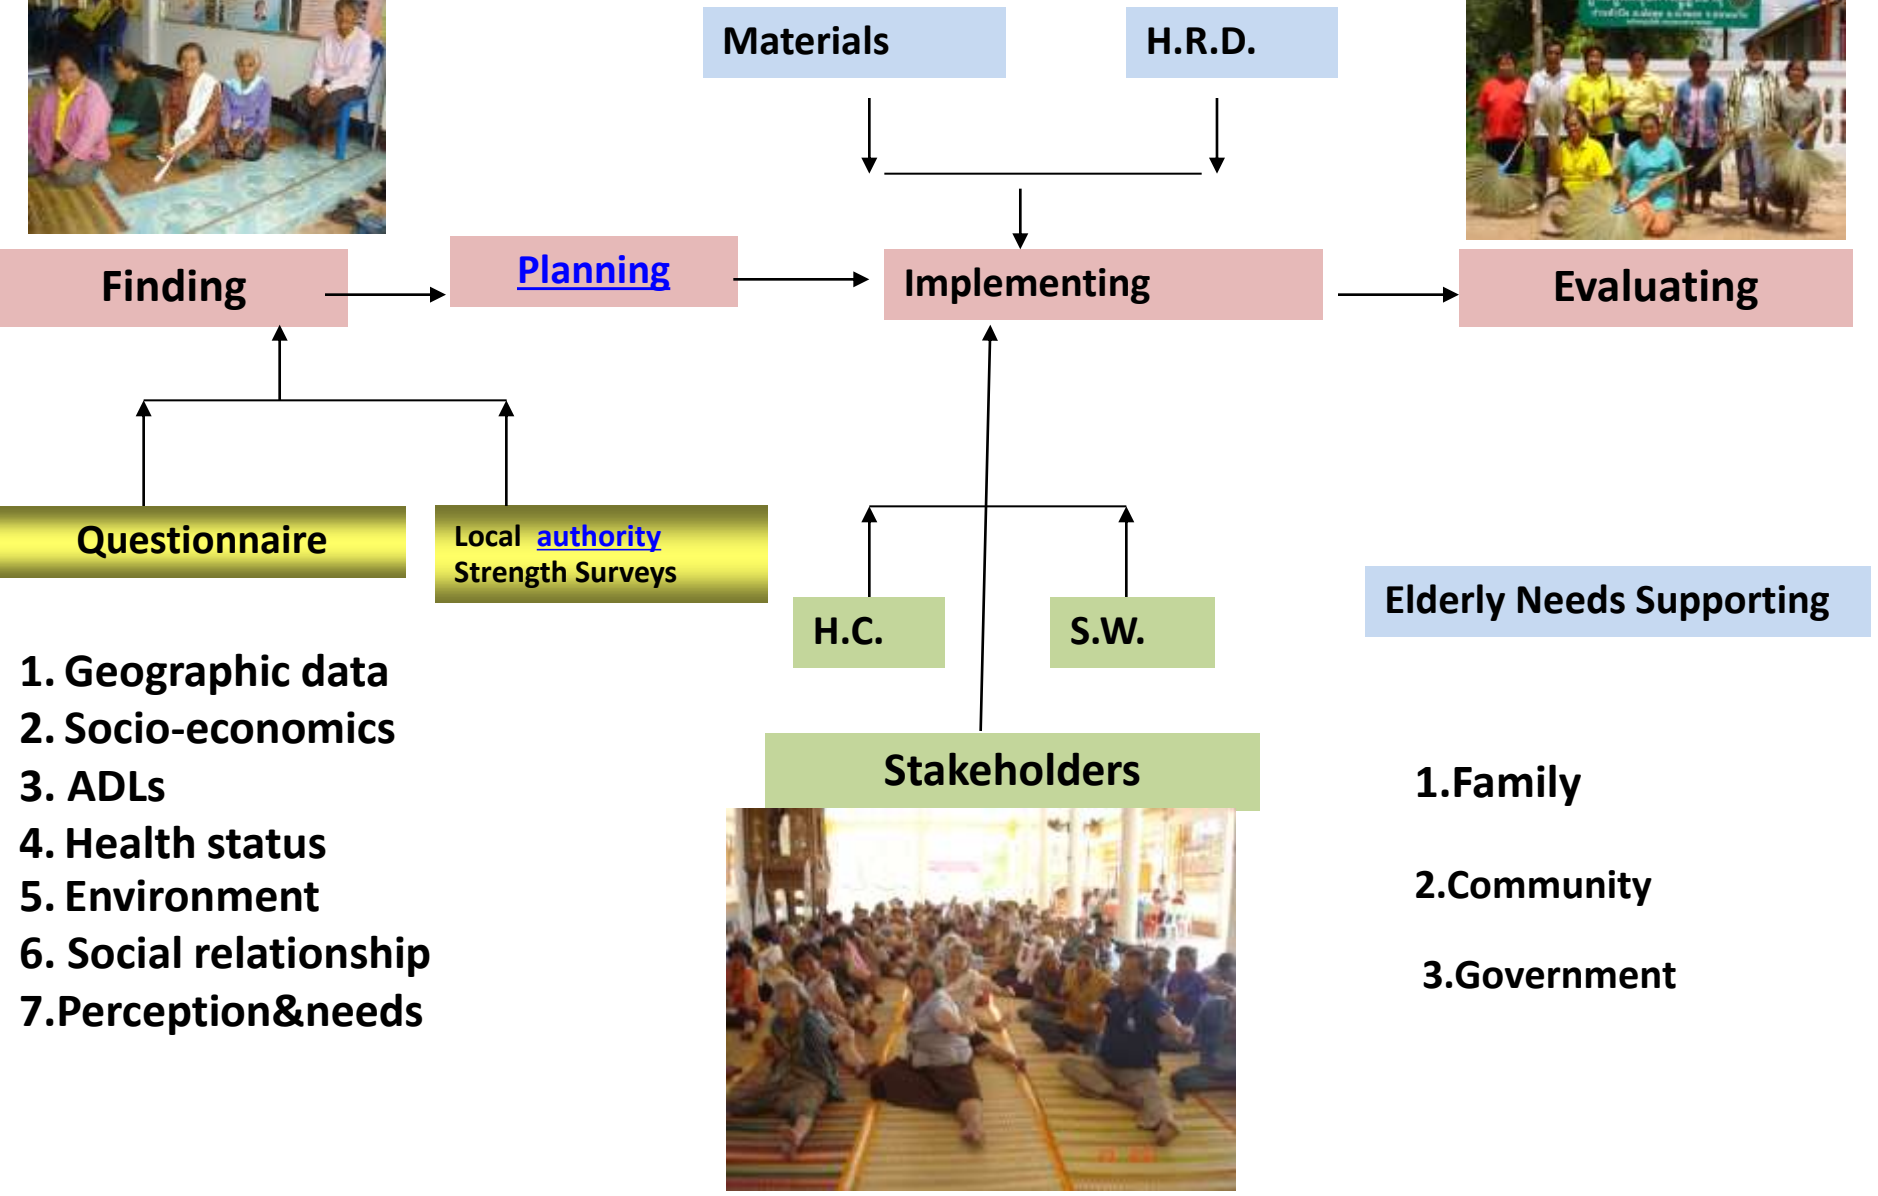 Materials
H.R.D.
Finding
Planning
Implementing
Evaluating
Questionnaire
Local authority
Strength Surveys
H.C.
S.W.
Elderly Needs Supporting
1. Geographic data
2. Socio-economics
3. ADLs
4. Health status
5. Environment
6. Social relationship
7.Perception&needs
Stakeholders
1.Family
2.Community
3.Government